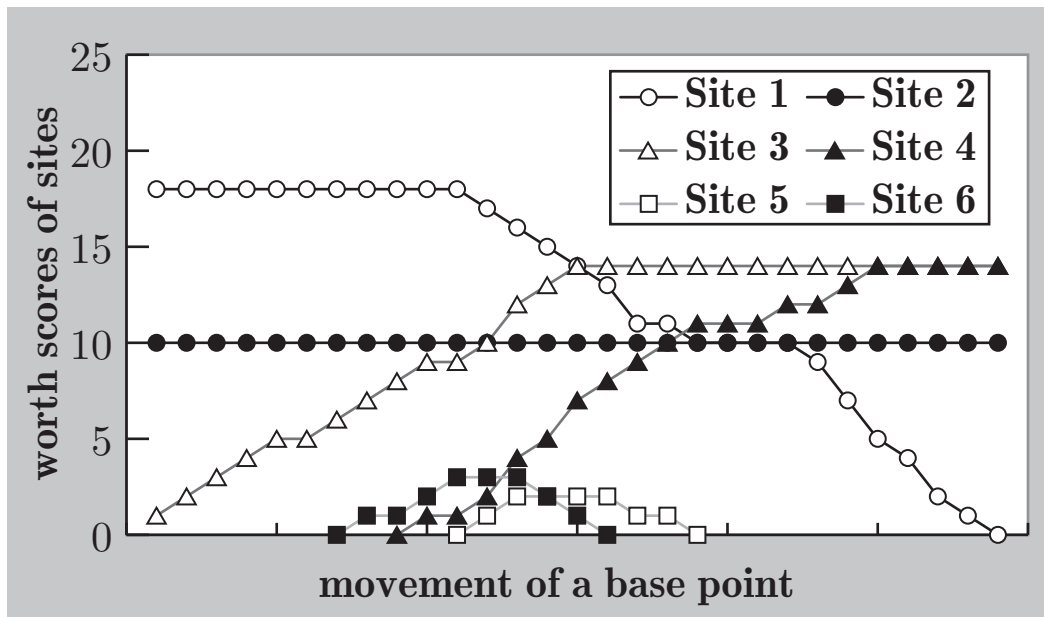 25
20
15
10
5
0
worth scores of sites
Site 1 Site 2
Site 3 Site 4
Site 5 Site 6
movement of a base point